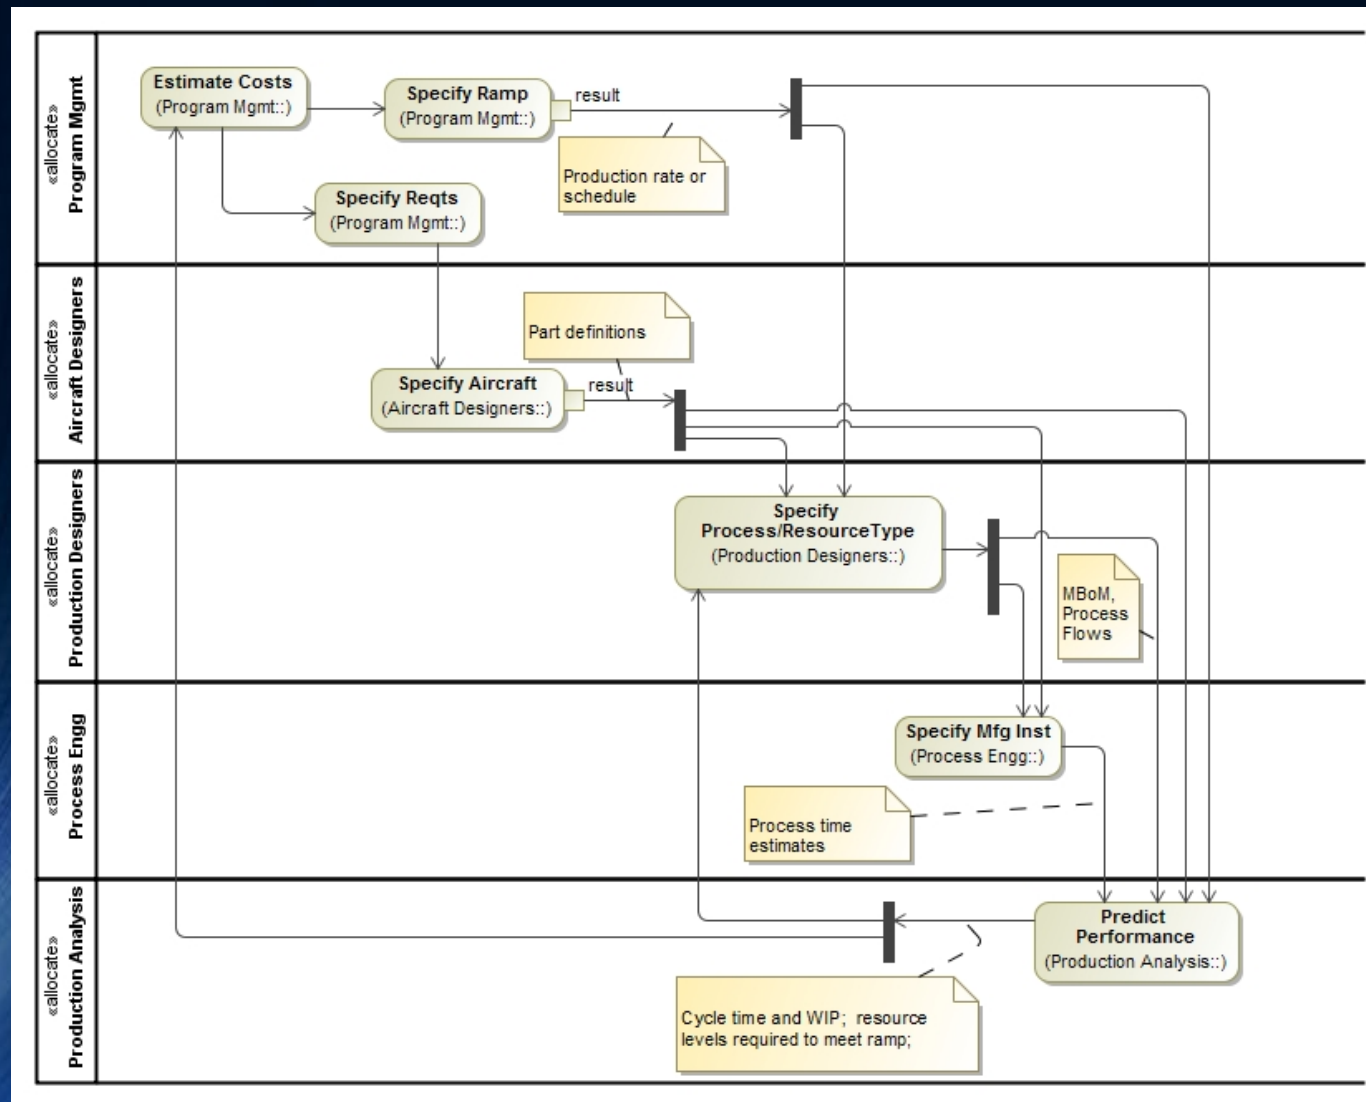 «allocate»
Program Mgmt
Estimate Costs
(Program Mgmt::)
Specify Ramp
(Program Mgmt::)
result
Production rate or
schedule
Specify Reqts
(Program Mgmt::)
«allocate»
Aircraft Designers
Part definitions
Specify Aircraft
(Aircraft Designers::)
result
«allocate»
Production Designers
Specify
Process/ResourceType
(Production Designers::)
MBoM,
Process
Flows
«allocate»
Process Engg
Specify Mfg Inst
(Process Engg::)
Process time
estimates
«allocate»
Production Analysis
Predict
Performance
(Production Analysis::)
Cycle time and WIP; resource
levels required to meet ramp;